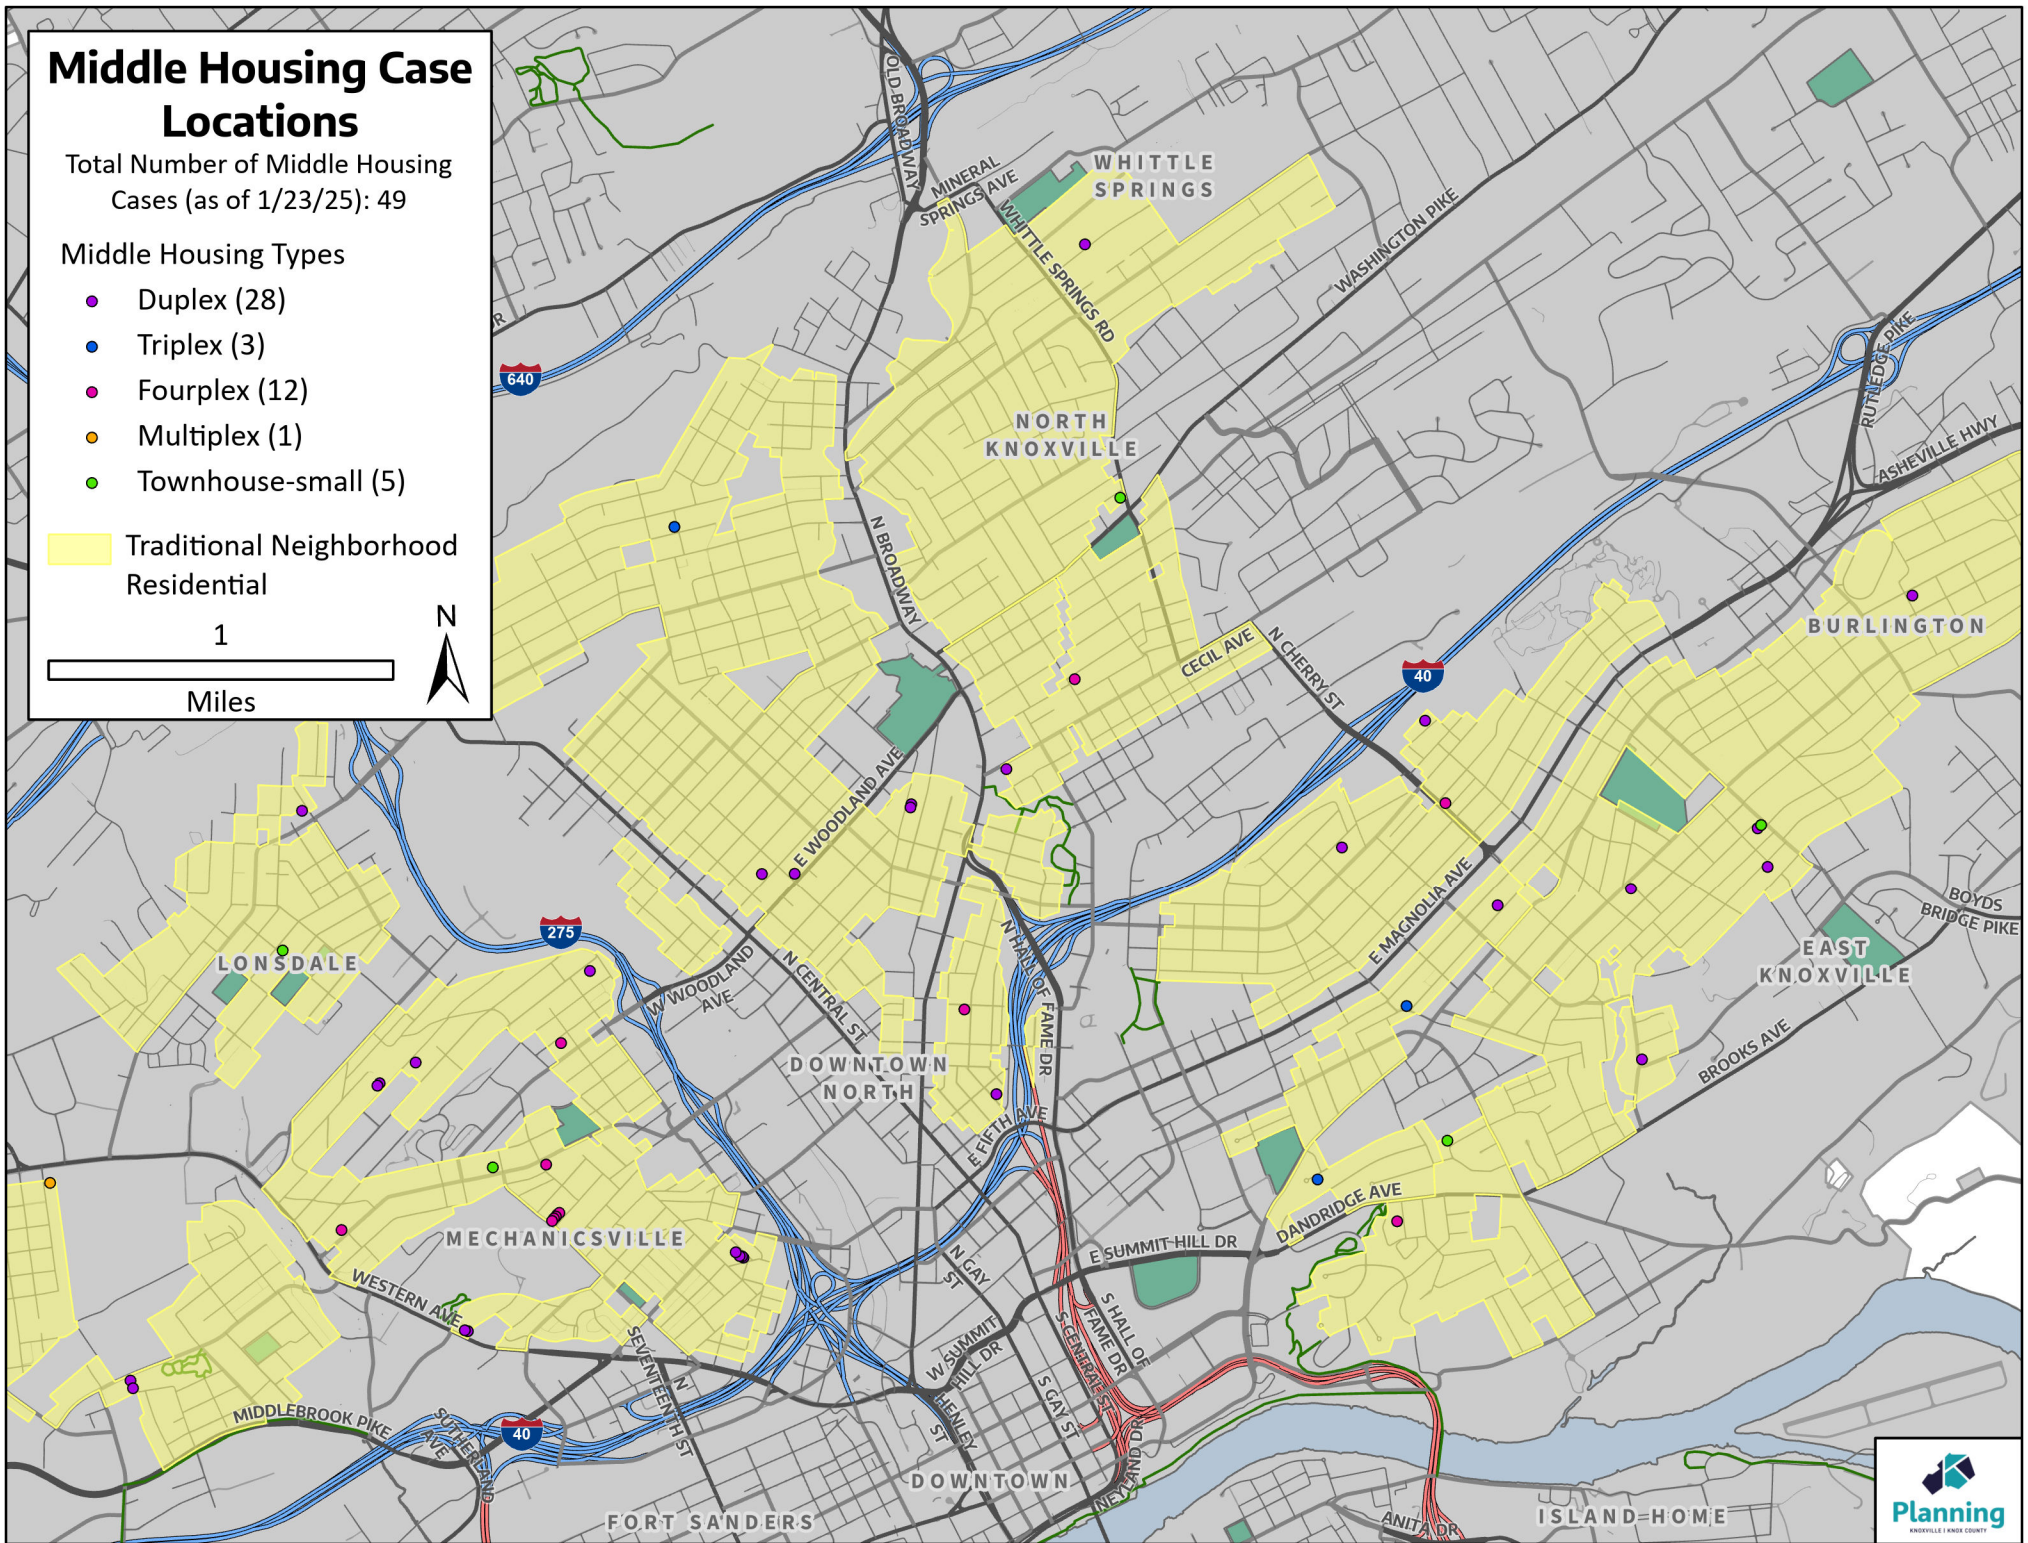 Middle Housing Case
Locations
Total Number of Middle Housing
Cases (as of 1/23/25): 49
Middle Housing Types
Duplex (28)
Triplex (3)
Fourplex (12)
Multiplex (1)
Townhouse-small (5)
Traditional Neighborhood
Residential
1
Miles
N
OLD BROADWAY
MINERAL
SPRINGS AVE
WHITTLE
SPRINGS
WHITTLE SPRINGS RD
WASHINGTON PIKE
640
RUTLEDGE PIKE
ASHEVILLE HWY
NORTH
KNOXVILLE
N BROADWAY
BURLINGTON
CECIL AVE
N CHERRY ST
40
E WOODLAND AVE
E MAGNOLIA AVE
BOYDS
BRIDGE PIKE
EAST
KNOXVILLE
275
LONSDALE
W WOODLAND
AVE
N CENTRAL ST
N HALL OF FAME DR
DOWNTOWN
NORTH
BROOKS AVE
E FIFTH AVE
DANDRIDGE AVE
MECHANICSVILLE
E SUMMIT HILL DR
N GAY
ST
WESTERN AVE
S HALL OF
FAME DR
S CENTRAL ST
W SUMMIT
HILL DR
N
SEVENTEENTH ST
S GAY ST
HENLEY
ST
MIDDLEBROOK PIKE
SUTHERLAND
AVE
40
DOWNTOWN
NEYLAND DR
FORT SANDERS
ANITA DR
ISLAND HOME
Planning
KNOXVILLE | KNOX COUNTY